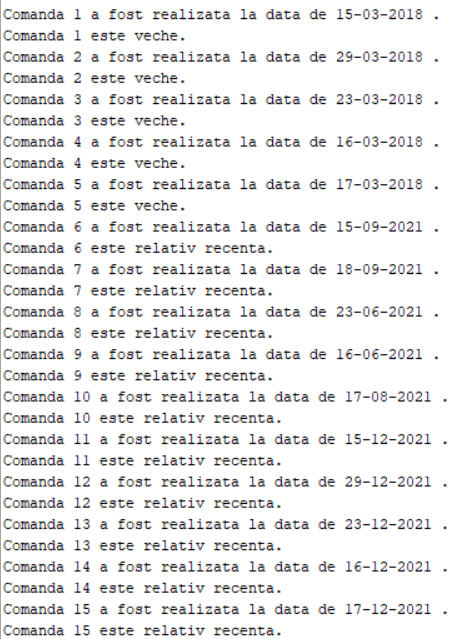 Comanda 1 a fost realizata la data de 15-03-2018 .
Comanda 1 este veche.
Comanda 2 a fost realizata la data de 29-03-2018 .
Comanda 2 este veche.
Comanda 3 a fost realizata la data de 23-03-2018 .
Comanda 3 este veche.
Comanda 4 a fost realizata la data de 16-03-2018 .
Comanda 4 este veche.
Comanda 5 a fost realizata la data de 17-03-2018 .
Comanda 5 este veche.
Comanda 6 a fost realizata la data de 15-09-2021 .
Comanda 6 este relativ recenta.
Comanda 7 a fost realizata la data de 18-09-2021 .
Comanda 7 este relativ recenta.
Comanda 8 a fost realizata la data de 23-06-2021 .
Comanda 8 este relativ recenta.
Comanda 9 a fost realizata la data de 16-06-2021 .
Comanda 9 este relativ recenta.
Comanda 10 a fost realizata la data de 17-08-2021 .
Comanda 10 este relativ recenta.
Comanda 11 a fost realizata la data de 15-12-2021 .
Comanda 11 este relativ recenta.
Comanda 12 a fost realizata la data de 29-12-2021 .
Comanda 12 este relativ recenta.
Comanda 13 a fost realizata la data de 23-12-2021 .
Comanda 13 este relativ recenta.
Comanda 14 a fost realizata la data de 16-12-2021 .
Comanda 14 este relativ recenta.
Comanda 15 a fost realizata la data de 17-12-2021 .
Comanda 15 este relativ recenta.